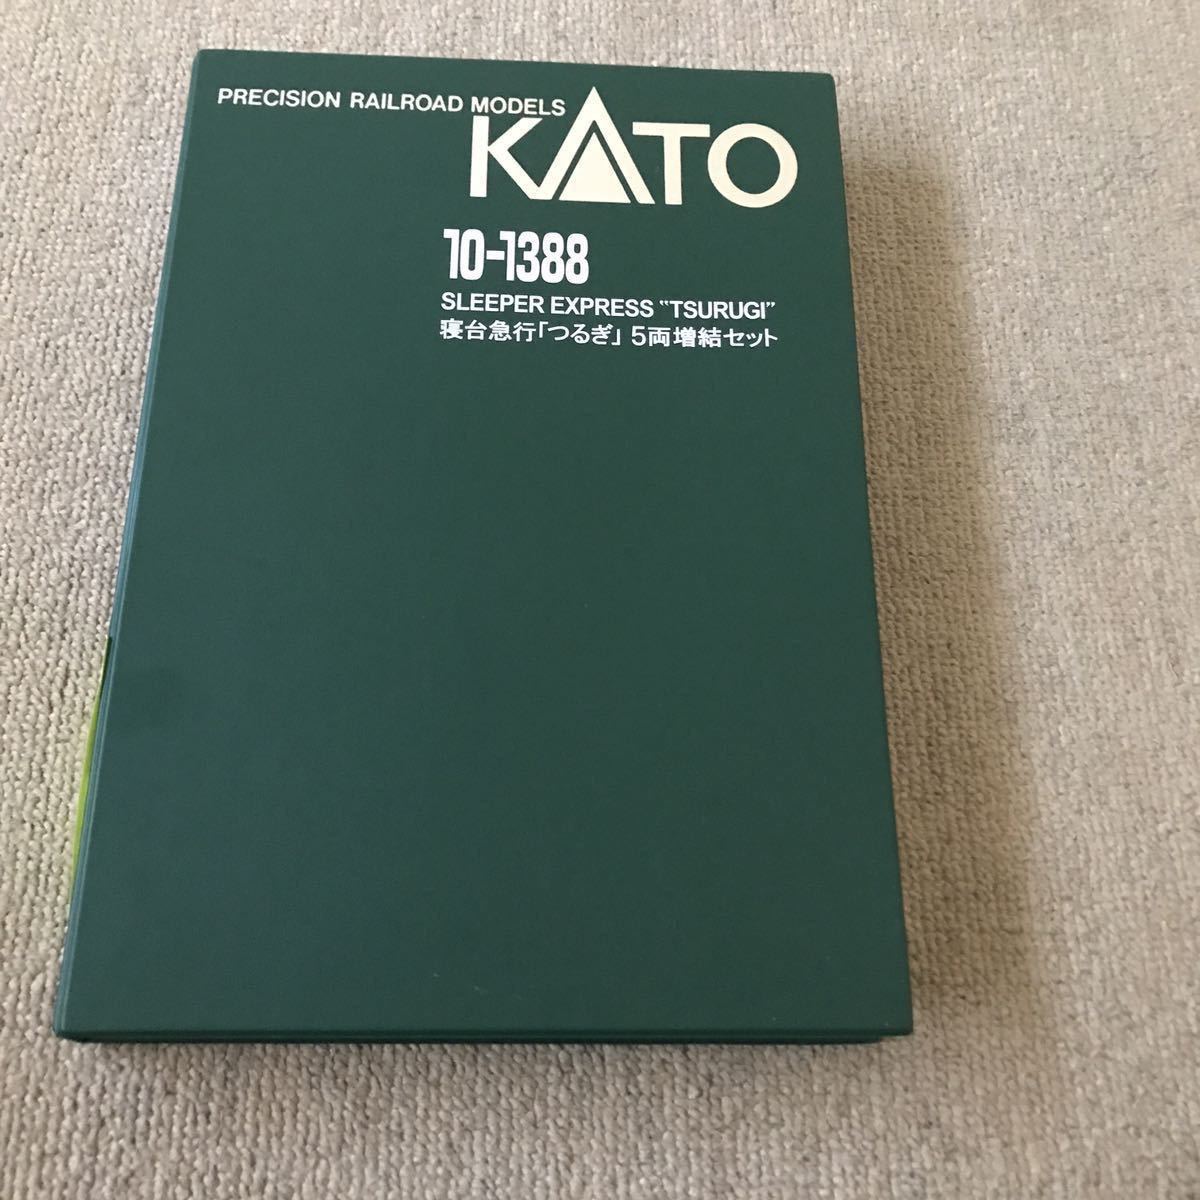 PRECISION RAILROAD MODELS
KATO
10-1388
SLEEPER EXPRESS "TSURUGI"
寝台急行「つるぎ」 5両増結セット